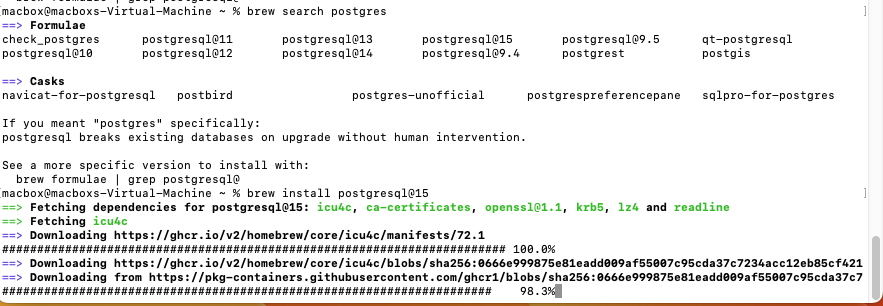 brew formulae | grep postgresql@
[macbox@macboxs-Virtual-Machine ~ % brew search postgres ]
==> Formulae
check_postgres postgresql@11 postgresql@13 postgresql@15 postgresql@9.5 qt-postgresql
postgresql@10 postgresql@12 postgresql@14 postgresql@9.4 postgrest postgis
==> Casks
navicat-for-postgresql postbird postgres-unofficial postgrespreferencepane sqlpro-for-postgres
If you meant "postgres" specifically:
postgresql breaks existing databases on upgrade without human intervention.
See a more specific version to install with:
brew formulae | grep postgresql@
[macbox@macboxs-Virtual-Machine ~ % brew install postgresql@15 ]
==> Fetching dependencies for postgresql@15: icu4c, ca-certificates, openssl@1.1, krb5, lz4 and readline
==> Fetching icu4c
==> Downloading https://ghcr.io/v2/homebrew/core/icu4c/manifests/72.1
######################################################################## 100.0%
==> Downloading https://ghcr.io/v2/homebrew/core/icu4c/blobs/sha256:0666e999875e81eadd009af55007c95cda37c7234acc12eb85cf421
==> Downloading from https://pkg-containers.githubusercontent.com/ghcr1/blobs/sha256:0666e999875e81eadd009af55007c95cda37c7
###################################################################### 98.3%